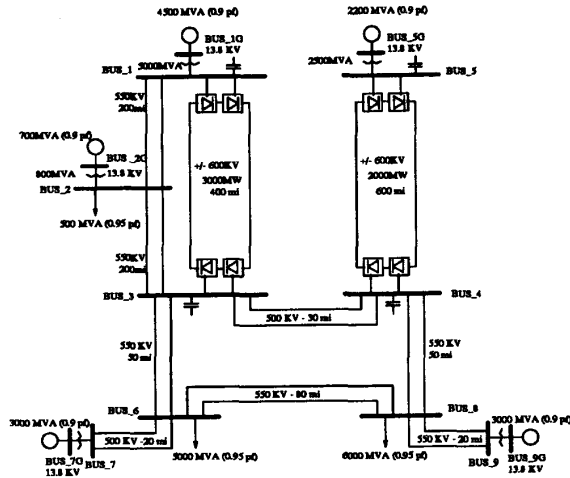 4500 MVA (0.9 pf)
BUS_1G
13.8 KV
5000MVA
BUS_1
2200 MVA (0.9 pf)
BUS_5G
13.8 KV
2500MVA
BUS_5
550KV
200mi
700MVA (0.9 pf)
BUS_2G
800MVA
13.8 KV
BUS_2
500 MVA (0.95 pf)
+/- 600KV
3000MW
400 mi
+/- 600KV
2000MW
600 mi
550KV
200mi
BUS_3
BUS_4
500 KV - 30 mi
550 KV
50 mi
550 KV
50 mi
550 KV - 80 mi
BUS_6
BUS_8
3000 MVA (0.9 pf)
500 KV -20 mi
5000 MVA (0.95 pf)
6000 MVA (0.95 pf)
550 KV -20 mi
3000 MVA (0.9 pf)
BUS_7G
13.8 KV
BUS_7
BUS_9
BUS_9G
13.8 KV